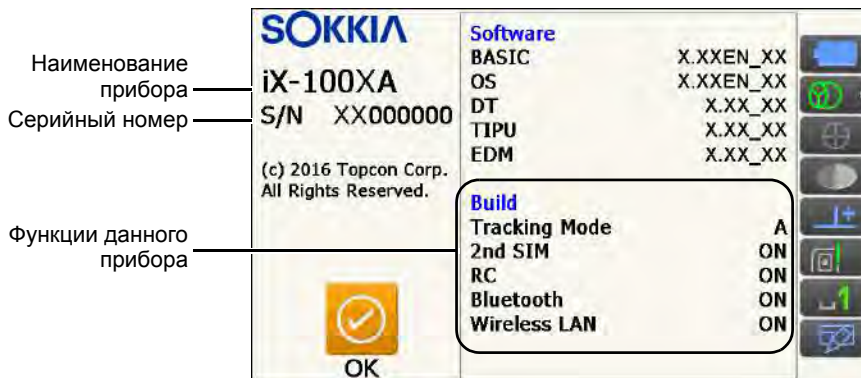 Наименование
прибора
Серийный номер
Функции данного
прибора
SOKKIA
iX-100XA
S/N XX000000
(c) 2016 Topcon Corp.
All Rights Reserved.
OK
Software
BASIC X.XXEN_XX
OS X.XXEN_XX
DT X.XX_XX
TIPU X.XX_XX
EDM X.XX_XX
Build
Tracking Mode A
2nd SIM ON
RC ON
Bluetooth ON
Wireless LAN ON
1